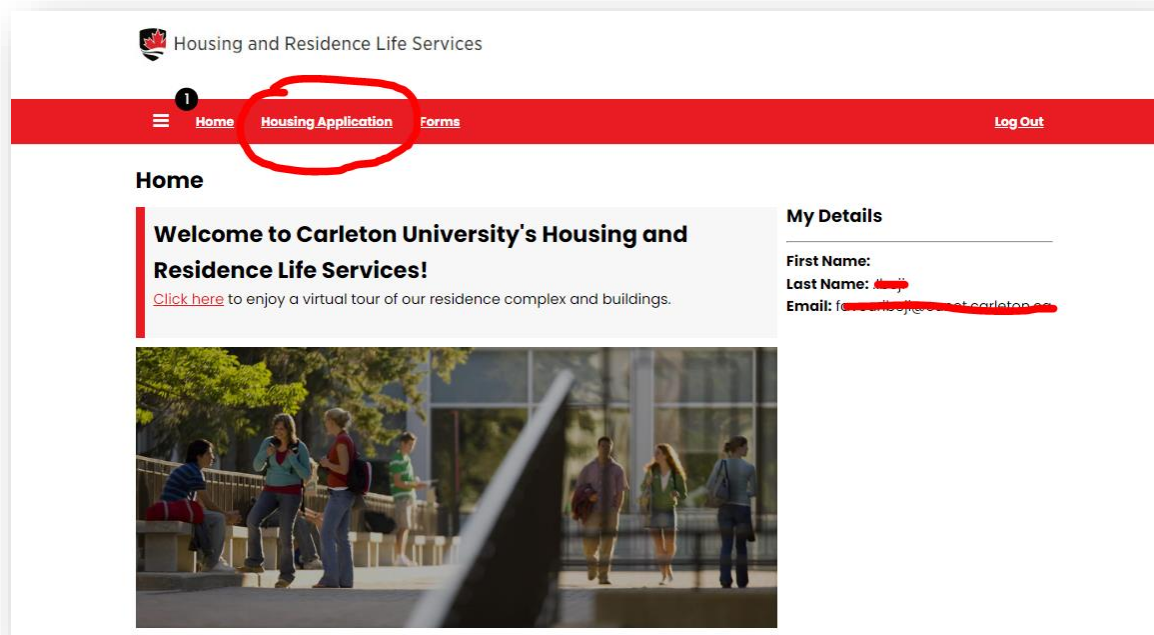 Housing and Residence Life Services
1
Home Housing Application Forms Log Out
Home
Welcome to Carleton University's Housing and
Residence Life Services!
Click here to enjoy a virtual tour of our residence complex and buildings.
My Details
First Name:
Last Name:
Email: